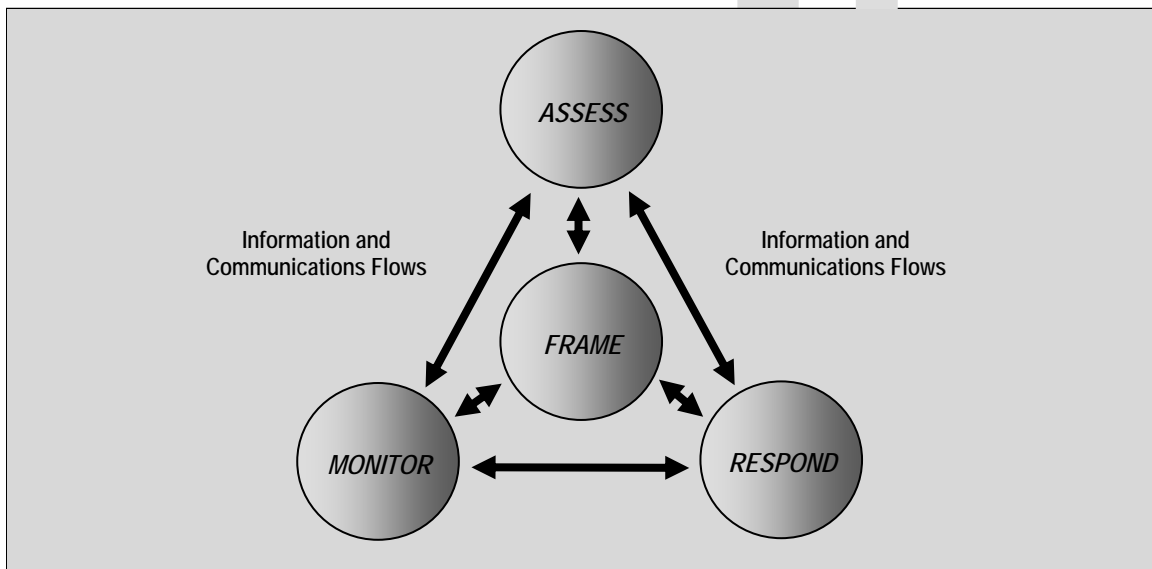 ASSESS
Information and
Communications Flows
Information and
Communications Flows
FRAME
MONITOR
RESPOND